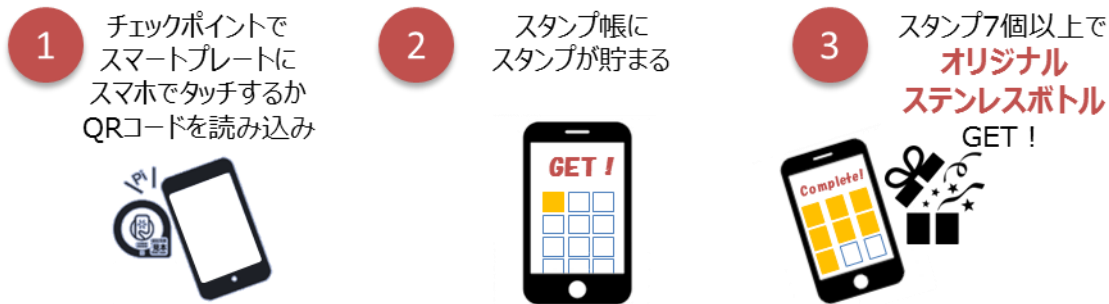 1
チェックポイントで
スマートプレートに
スマホでタッチするか
QRコードを読み込み
Pi
2
スタンプ帳に
スタンプが貯まる
GET！
3
スタンプ7個以上で
オリジナル
ステンレスボトル
GET！
Complete!